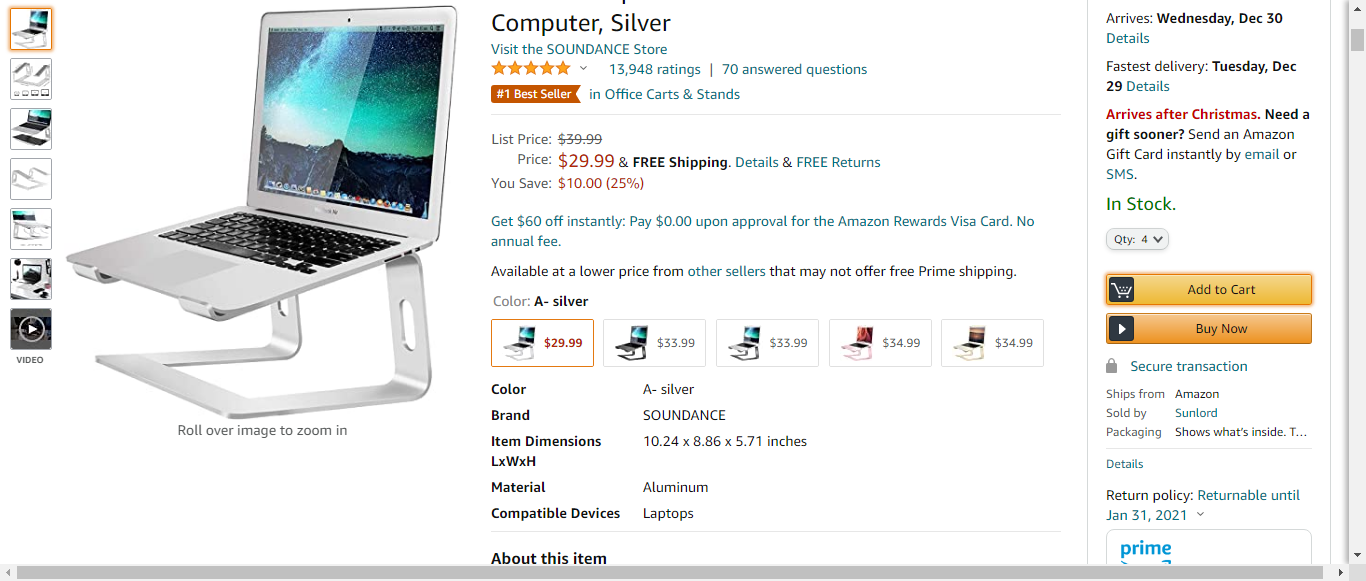 Computer, Silver
Visit the SOUNDANCE Store
13,948 ratings | 70 answered questions
#1 Best Seller in Office Carts & Stands
List Price: $39.99
Price: $29.99 & FREE Shipping. Details & FREE Returns
You Save: $10.00 (25%)
Get $60 off instantly: Pay $0.00 upon approval for the Amazon Rewards Visa Card. No
annual fee.
Available at a lower price from other sellers that may not offer free Prime shipping.
Color: A- silver
$29.99 $33.99 $33.99 $34.99 $34.99
Color A- silver
Brand SOUNDANCE
Item Dimensions 10.24 x 8.86 x 5.71 inches
LxWxH
Material Aluminum
Compatible Devices Laptops
About this item
VIDEO
Roll over image to zoom in
Arrives: Wednesday, Dec 30
Details
Fastest delivery: Tuesday, Dec
29 Details
Arrives after Christmas. Need a
gift sooner? Send an Amazon
Gift Card instantly by email or
SMS.
In Stock.
Qty: 4
Add to Cart
Buy Now
Secure transaction
Ships from Amazon
Sold by Sunlord
Packaging Shows what's inside. T...
Details
Return policy: Returnable until
Jan 31, 2021
prime